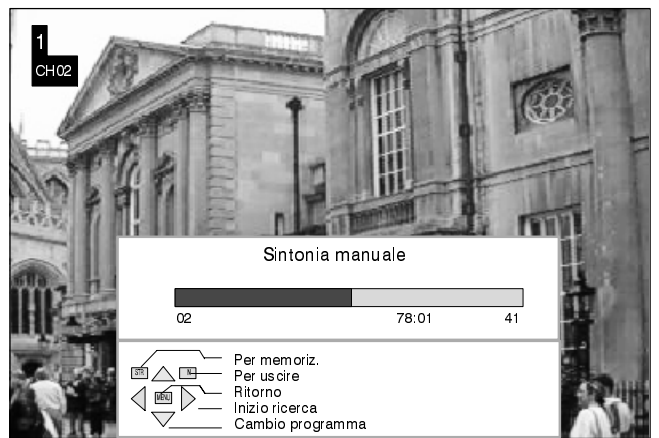 1
CH02
Sintonia manuale
02 78:01 41
STR
N
MENU
Per memoriz.
Per uscire
Ritorno
Inizio ricerca
Cambio programma